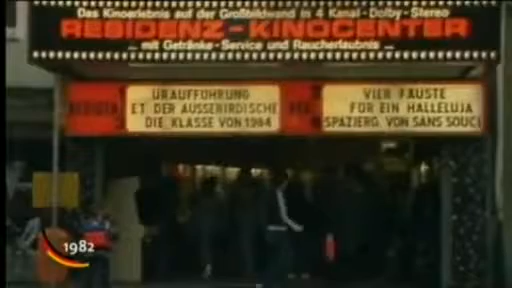 Das Kinoerlebnis auf der Großbildwand in 4 Kanal-Dolby-Stereo
RESIDENZ-KINOCENTER
... mit Getränke-Service und Raucherlaubnis ...
URAUFFÜHRUNG
ET DER AUSSERIRDISCHE
DIE KLASSE VON 1984
VIER FÄUSTE
FÜR EIN HALLELUJA
SPAZIERG. VON SANS SOUCI
1982